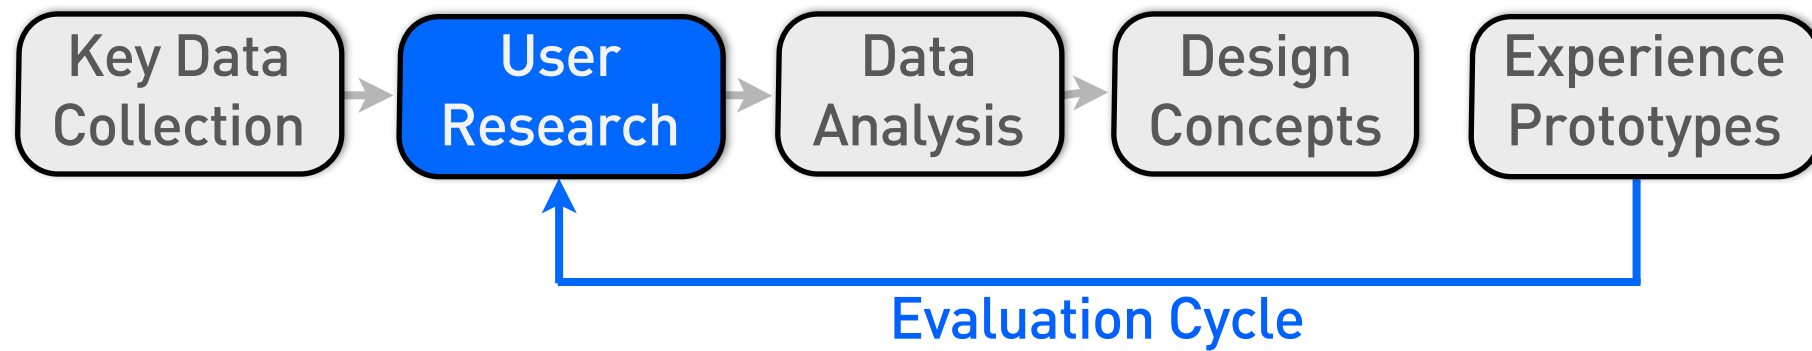 Key Data
Collection
User
Research
Data
Analysis
Design
Concepts
Experience
Prototypes
Evaluation Cycle